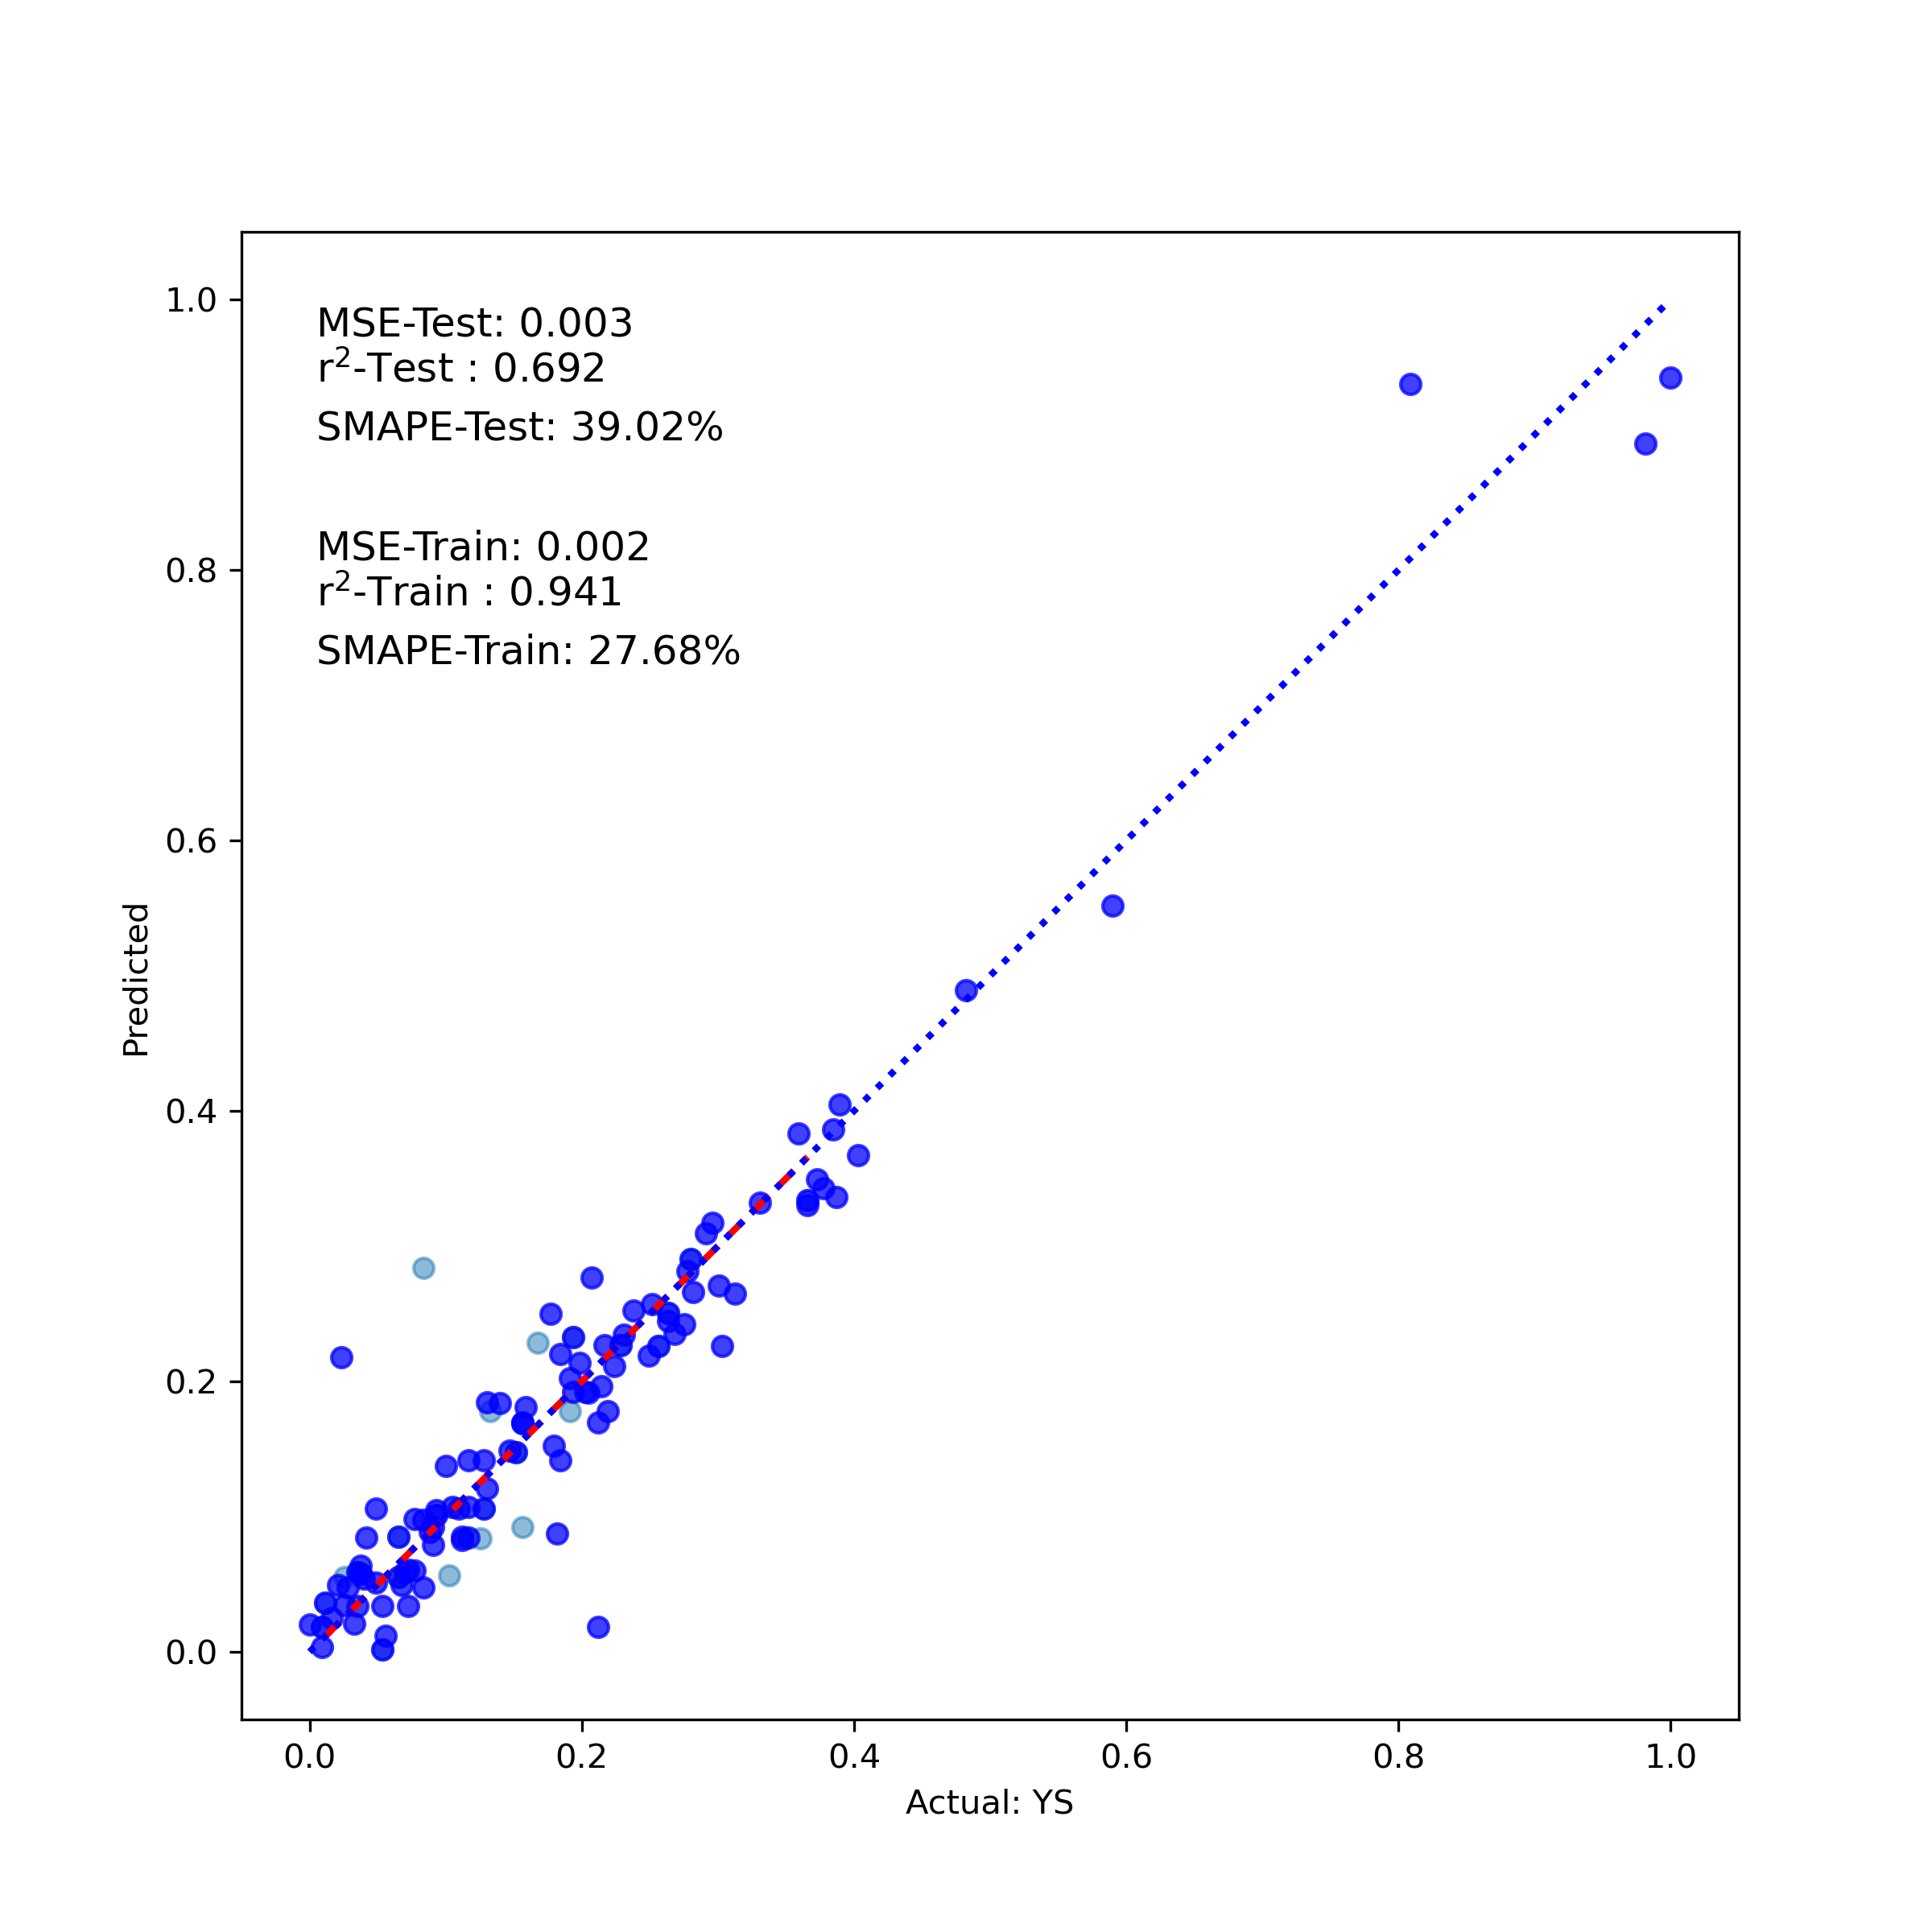 MSE-Test: 0.003
r²-Test : 0.692
SMAPE-Test: 39.02%
MSE-Train: 0.002
r²-Train : 0.941
SMAPE-Train: 27.68%
1.0
0.8
0.6
0.4
0.2
0.0
Predicted
0.0 0.2 0.4 0.6 0.8 1.0
Actual: YS